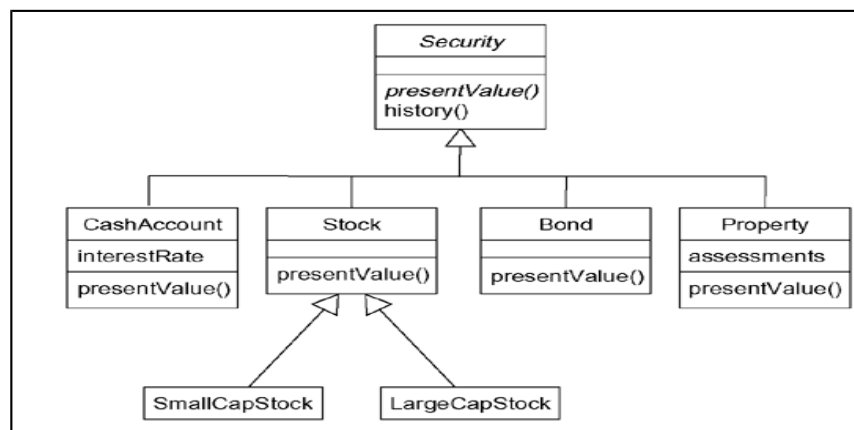 Security
presentValue()
history()
CashAccount
interestRate
presentValue()
Stock
presentValue()
Bond
presentValue()
Property
assessments
presentValue()
SmallCapStock
LargeCapStock